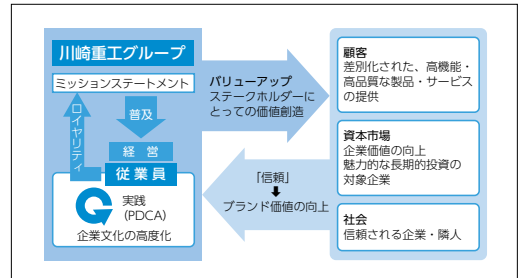 川崎重工グループ
ミッションステートメント
ロイヤリティ
普及
経 営
従業員
実践
(PDCA)
企業文化の高度化
バリューアップ
ステークホルダーに
とっての価値創造
「信頼」
ブランド価値の向上
顧客
差別化された、高機能・
高品質な製品・サービス
の提供
資本市場
企業価値の向上
魅力的な長期的投資の
対象企業
社会
信頼される企業・隣人